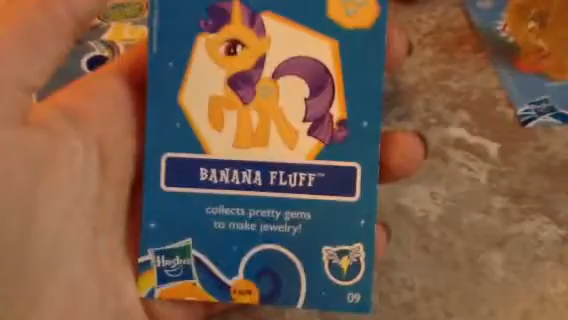 BANANA FLUFF™
collects pretty gems
to make jewelry!
Hasbro
09